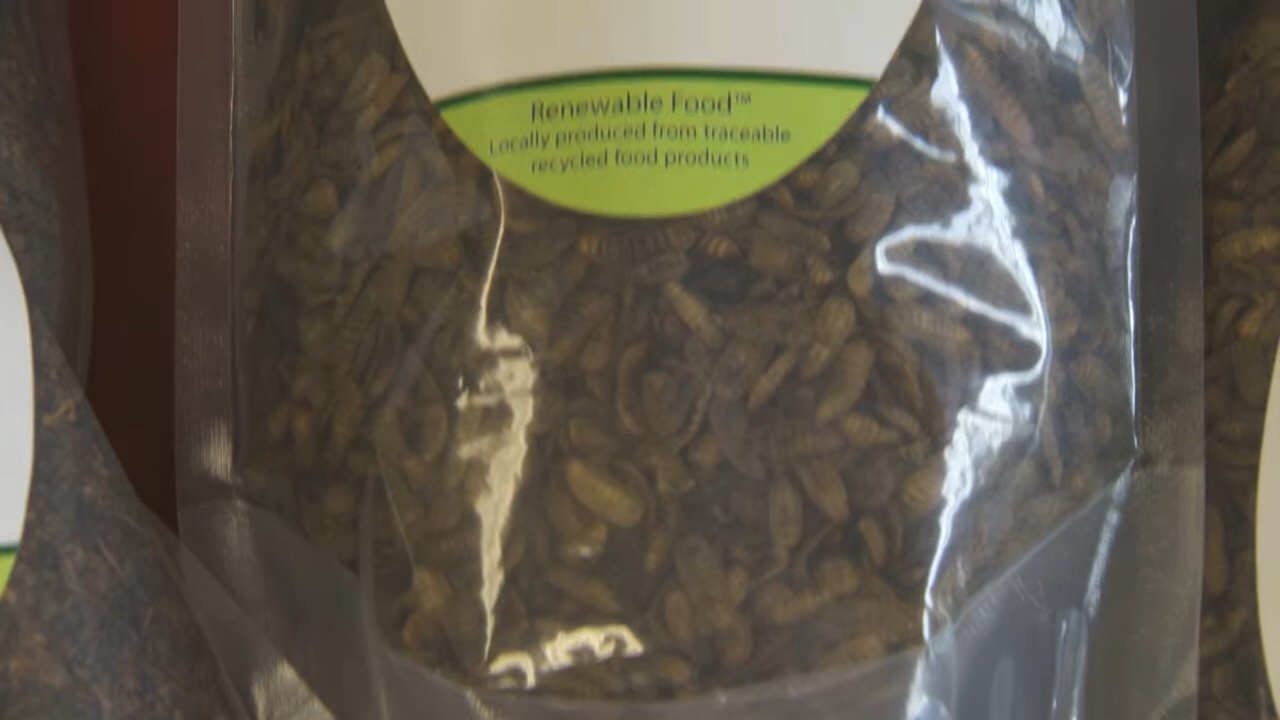 Renewable Food™
Locally produced from traceable
recycled food products